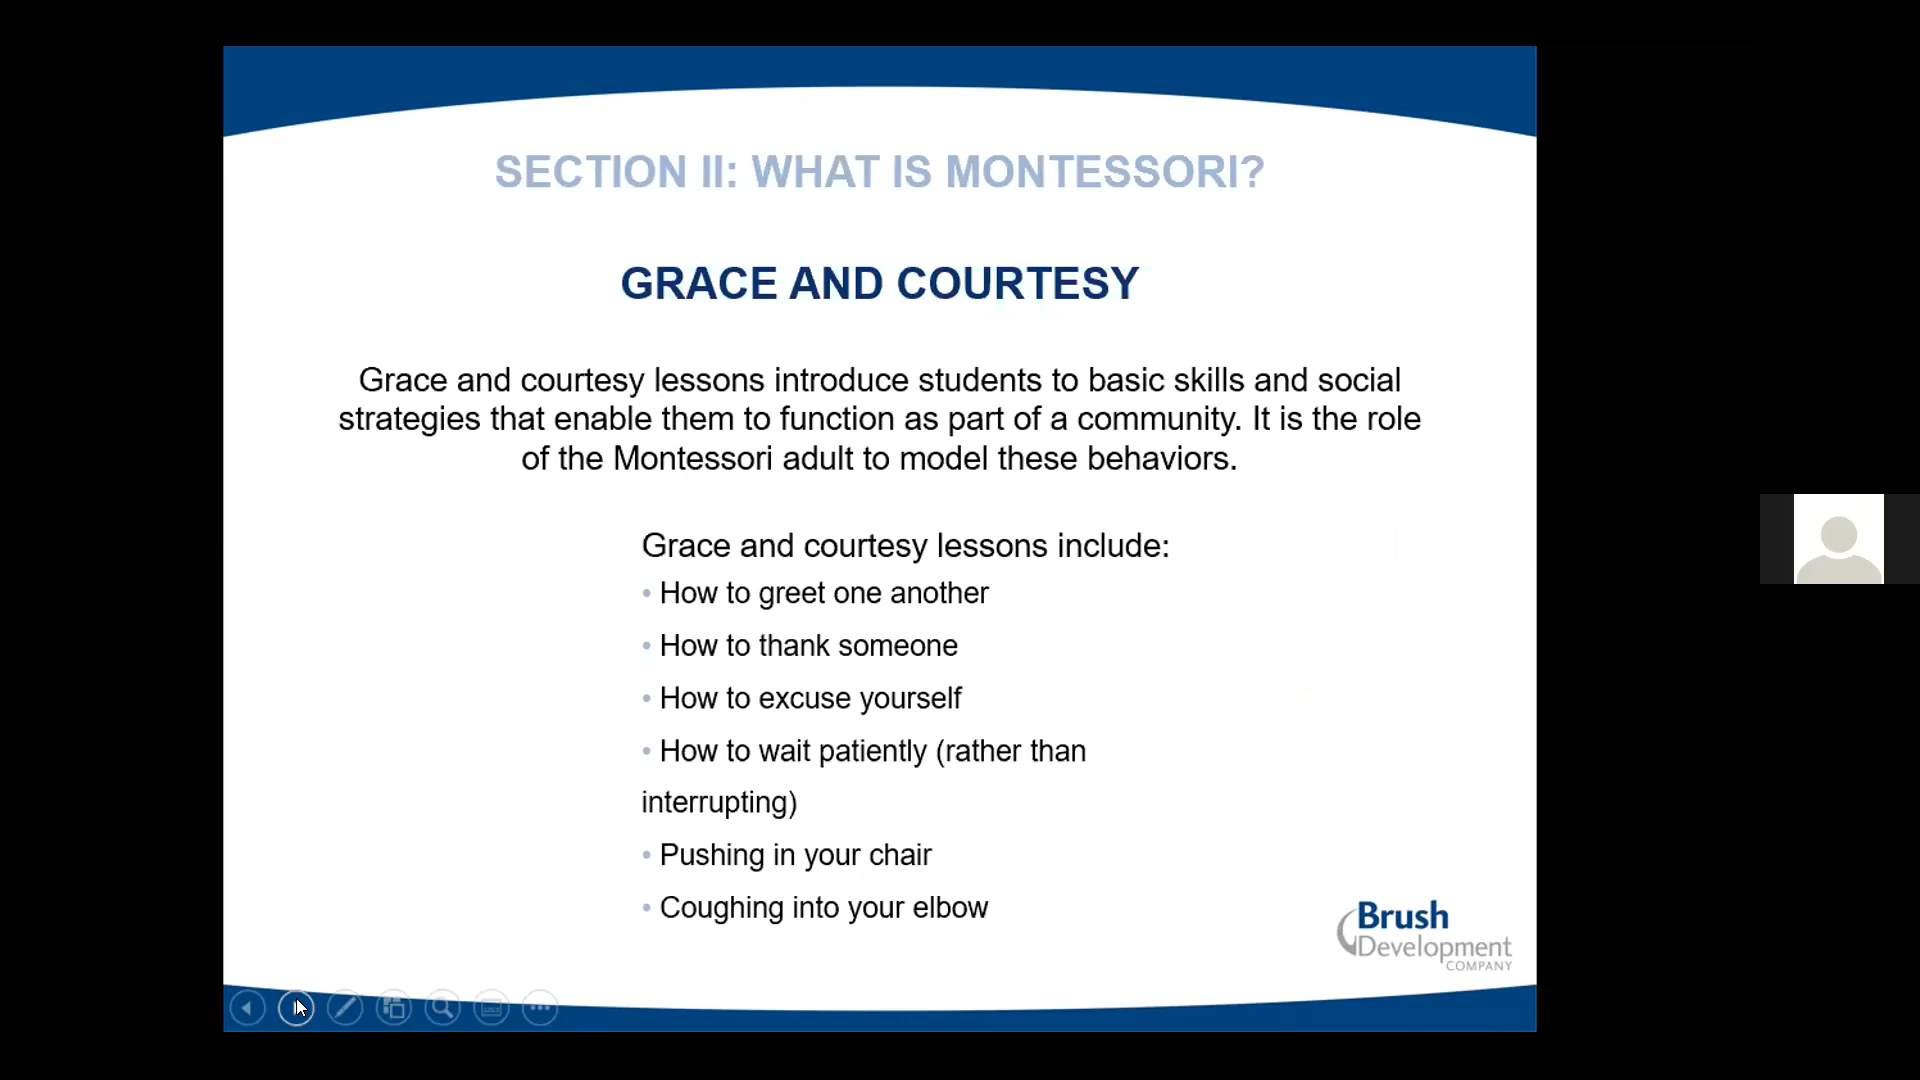 SECTION II: WHAT IS MONTESSORI?
GRACE AND COURTESY
Grace and courtesy lessons introduce students to basic skills and social
strategies that enable them to function as part of a community. It is the role
of the Montessori adult to model these behaviors.
Grace and courtesy lessons include:
• How to greet one another
• How to thank someone
• How to excuse yourself
• How to wait patiently (rather than
interrupting)
• Pushing in your chair
• Coughing into your elbow
Brush
Development
COMPANY